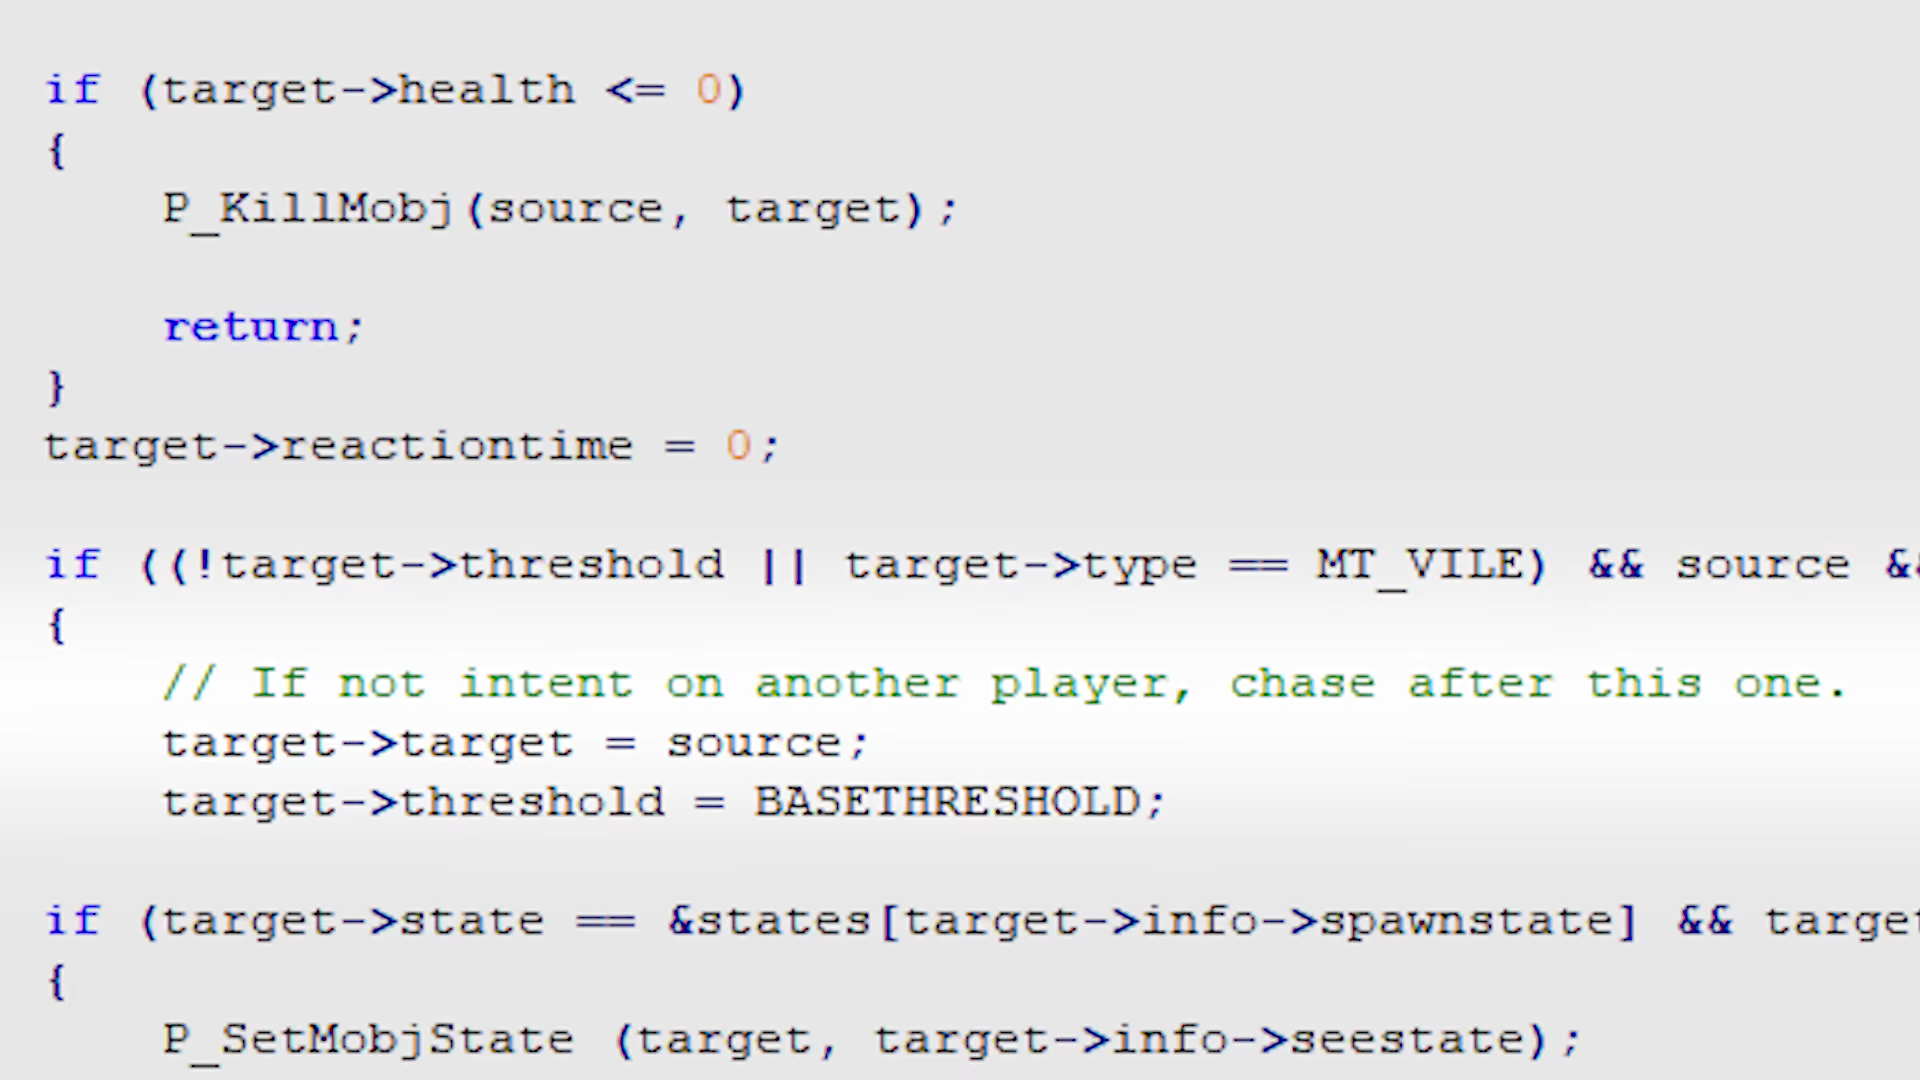 if (target->health <= 0)
{
P_KillMobj(source, target);
return;
}
target->reactiontime = 0;
if ((!target->threshold || target->type == MT_VILE) && source &&
{
// If not intent on another player, chase after this one.
target->target = source;
target->threshold = BASETHRESHOLD;
if (target->state == &states[target->info->spawnstate] && target
{
P_SetMobjState (target, target->info->seestate);